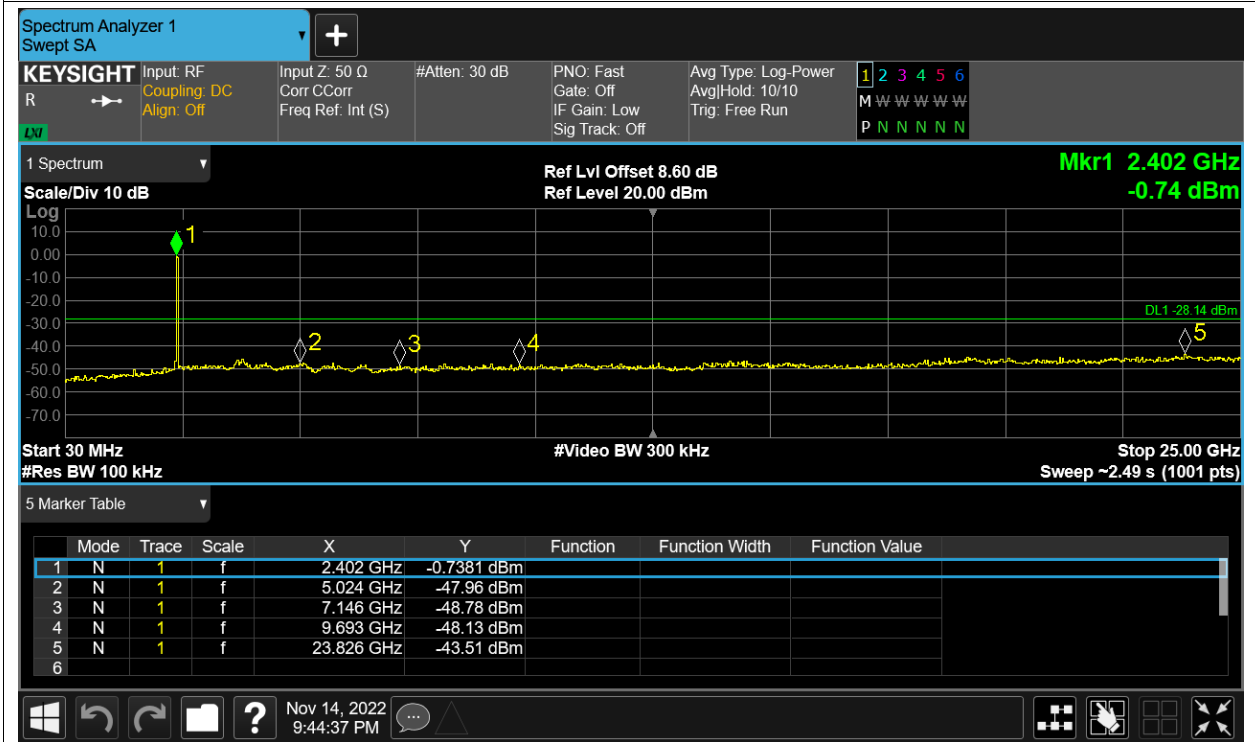 Spectrum Analyzer 1
Swept SA
KEYSIGHT
R
LXI
Input: RF
Coupling: DC
Align: Off
Input Z: 50 Ω
Corr CCorr
Freq Ref: Int (S)
#Atten: 30 dB
PNO: Fast
Gate: Off
IF Gain: Low
Sig Track: Off
Avg Type: Log-Power
Avg|Hold: 10/10
Trig: Free Run
1 2 3 4 5 6
M W W W W W
P N N N N N
1 Spectrum
Scale/Div 10 dB
Ref Lvl Offset 8.60 dB
Ref Level 20.00 dBm
Mkr1 2.402 GHz
-0.74 dBm
Log
10.0
0.00
-10.0
-20.0
-30.0
-40.0
-50.0
-60.0
-70.0
1
2
3
4
5
DL1 -28.14 dBm
Start 30 MHz
#Video BW 300 kHz
Stop 25.00 GHz
#Res BW 100 kHz
Sweep ~2.49 s (1001 pts)
5 Marker Table
Mode Trace Scale X Y Function Function Width Function Value
1 N 1 f 2.402 GHz -0.7381 dBm
2 N 1 f 5.024 GHz -47.96 dBm
3 N 1 f 7.146 GHz -48.78 dBm
4 N 1 f 9.693 GHz -48.13 dBm
5 N 1 f 23.826 GHz -43.51 dBm
6
?
Nov 14, 2022
9:44:37 PM